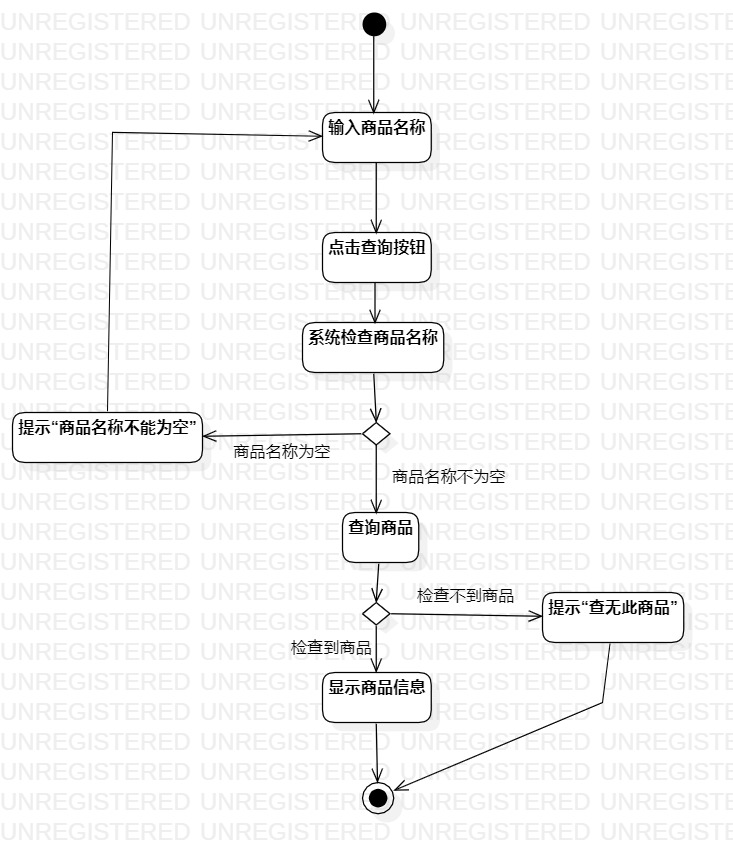 输入商品名称
点击查询按钮
系统检查商品名称
提示“商品名称不能为空”
商品名称为空
商品名称不为空
查询商品
检查不到商品
提示“查无此商品”
检查到商品
显示商品信息
UNREGISTERED